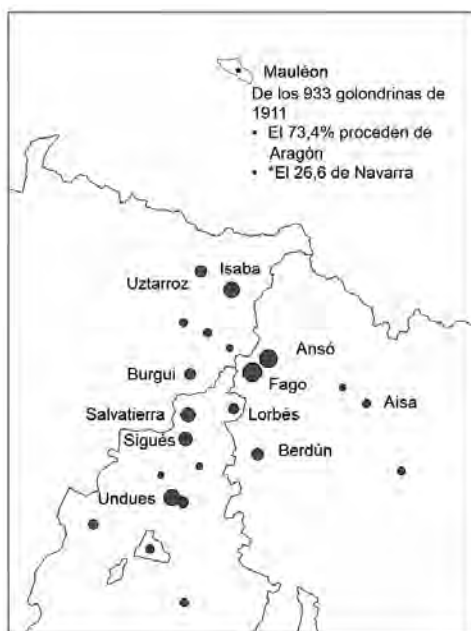 Mauléon
De los 933 golondrinas de
1911
• El 73,4% proceden de
Aragón
• *El 26,6 de Navarra
Isaba
Uztarroz
Ansó
Fago
Burgui
Aisa
Salvatierra
Lorbés
Sigués
Berdún
Undues